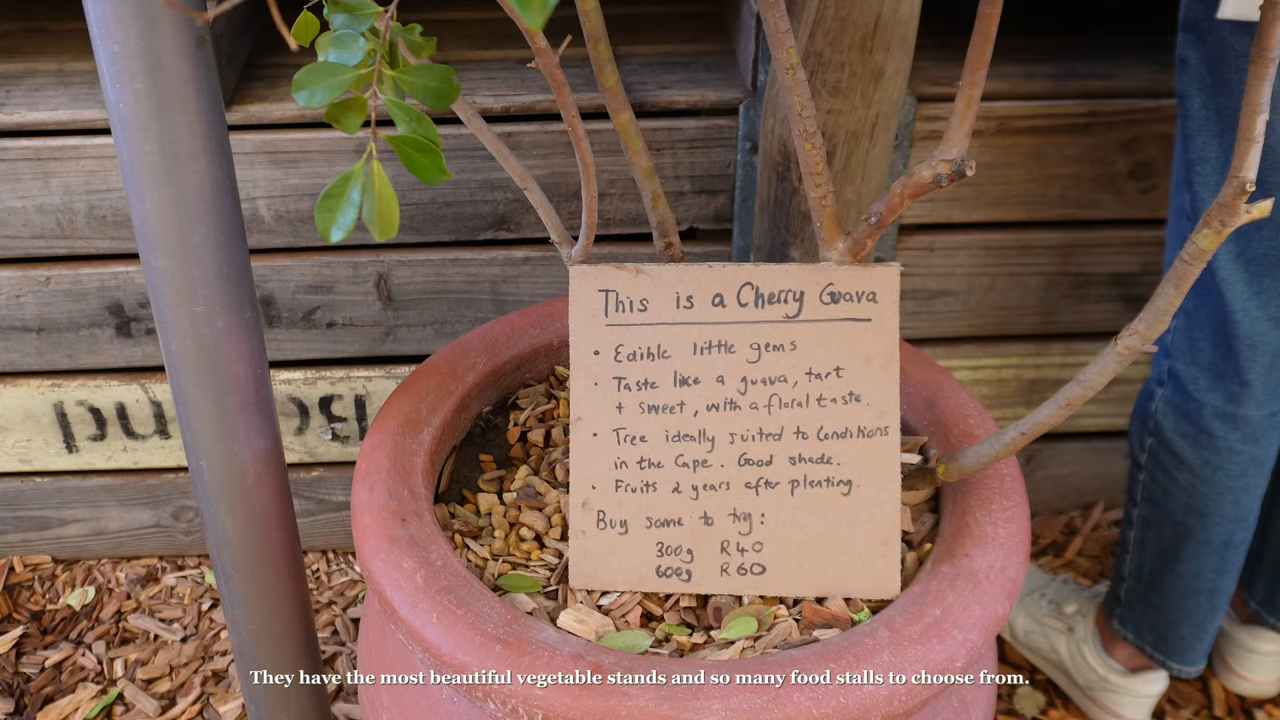 This is a Cherry Guava
• Edible little gems
• Taste like a guava, tart
+ sweet, with a floral taste.
• Tree ideally suited to Conditions
in the Cape. Good shade.
• Fruits 2 years after planting.
Buy some to try:
300g R40
600g R60
They have the most beautiful vegetable stands and so many food stalls to choose from.